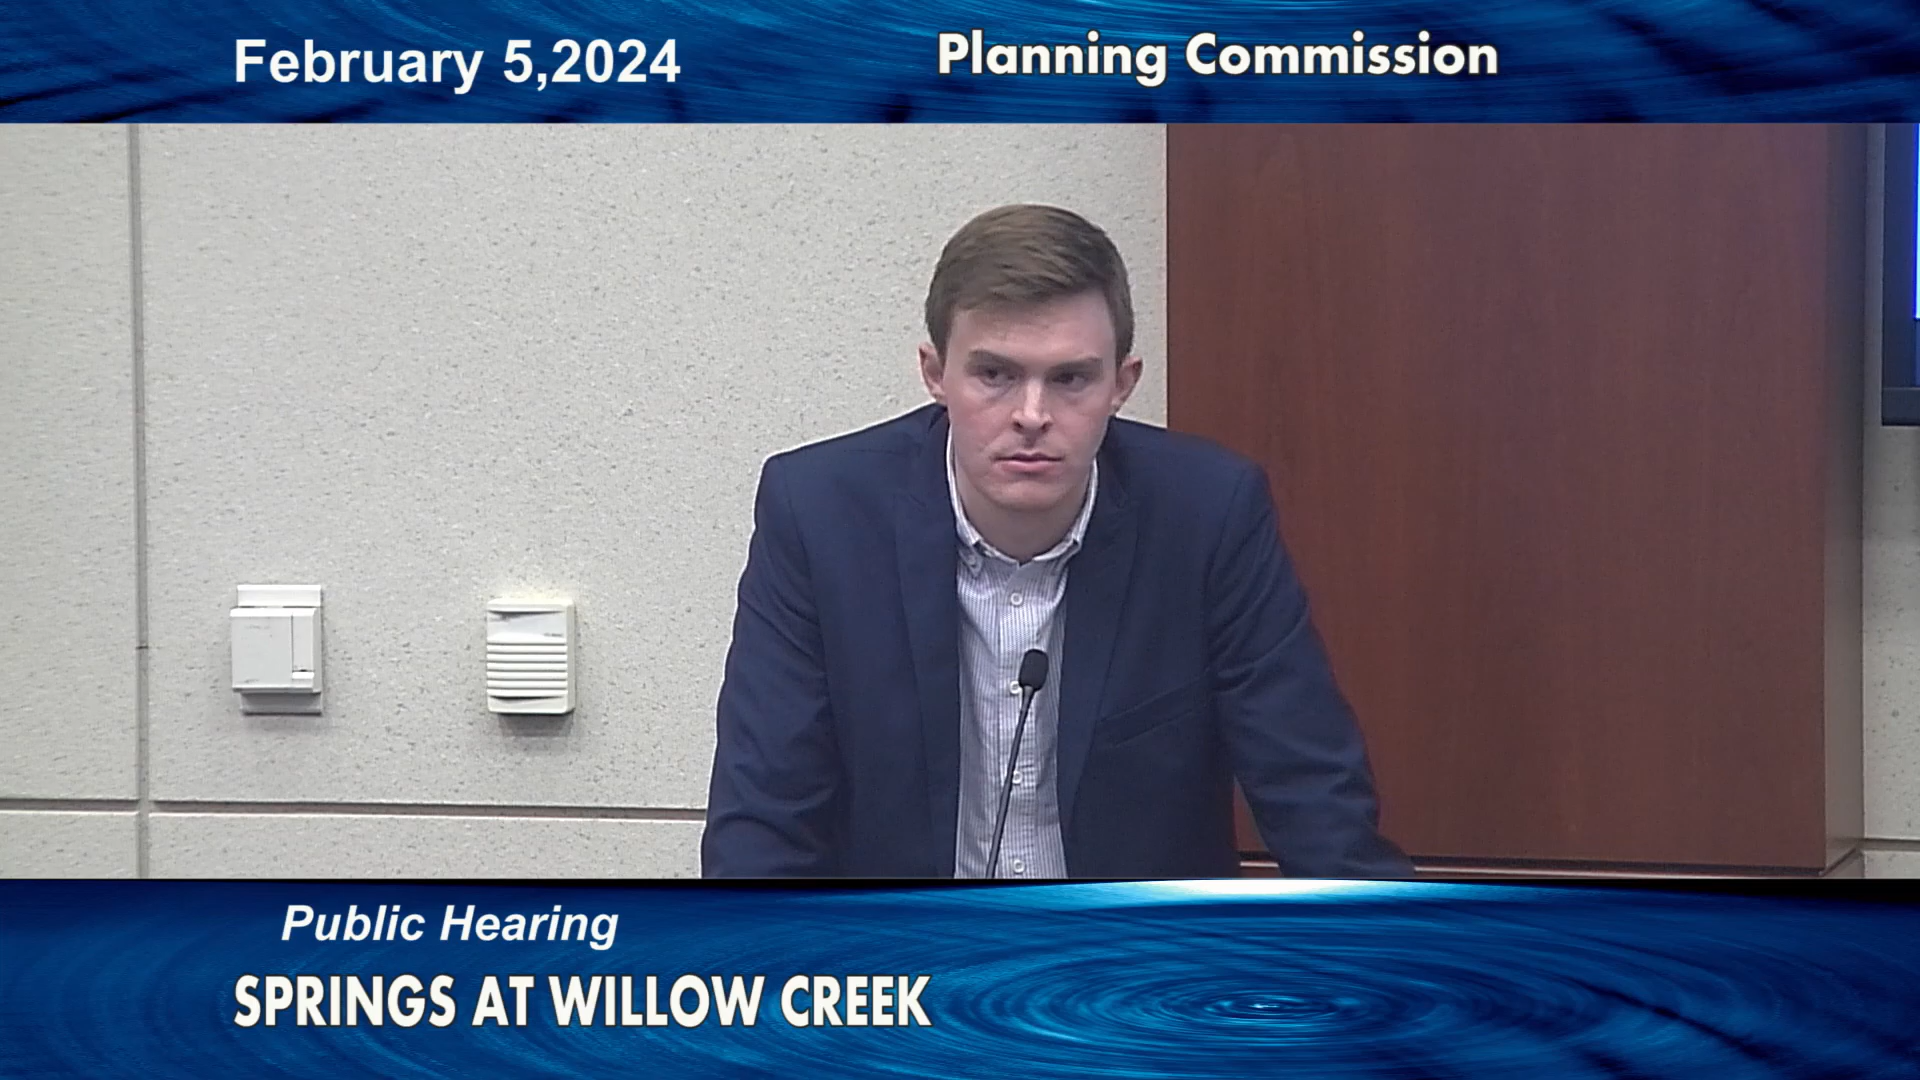 February 5,2024
Planning Commission
Public Hearing
SPRINGS AT WILLOW CREEK